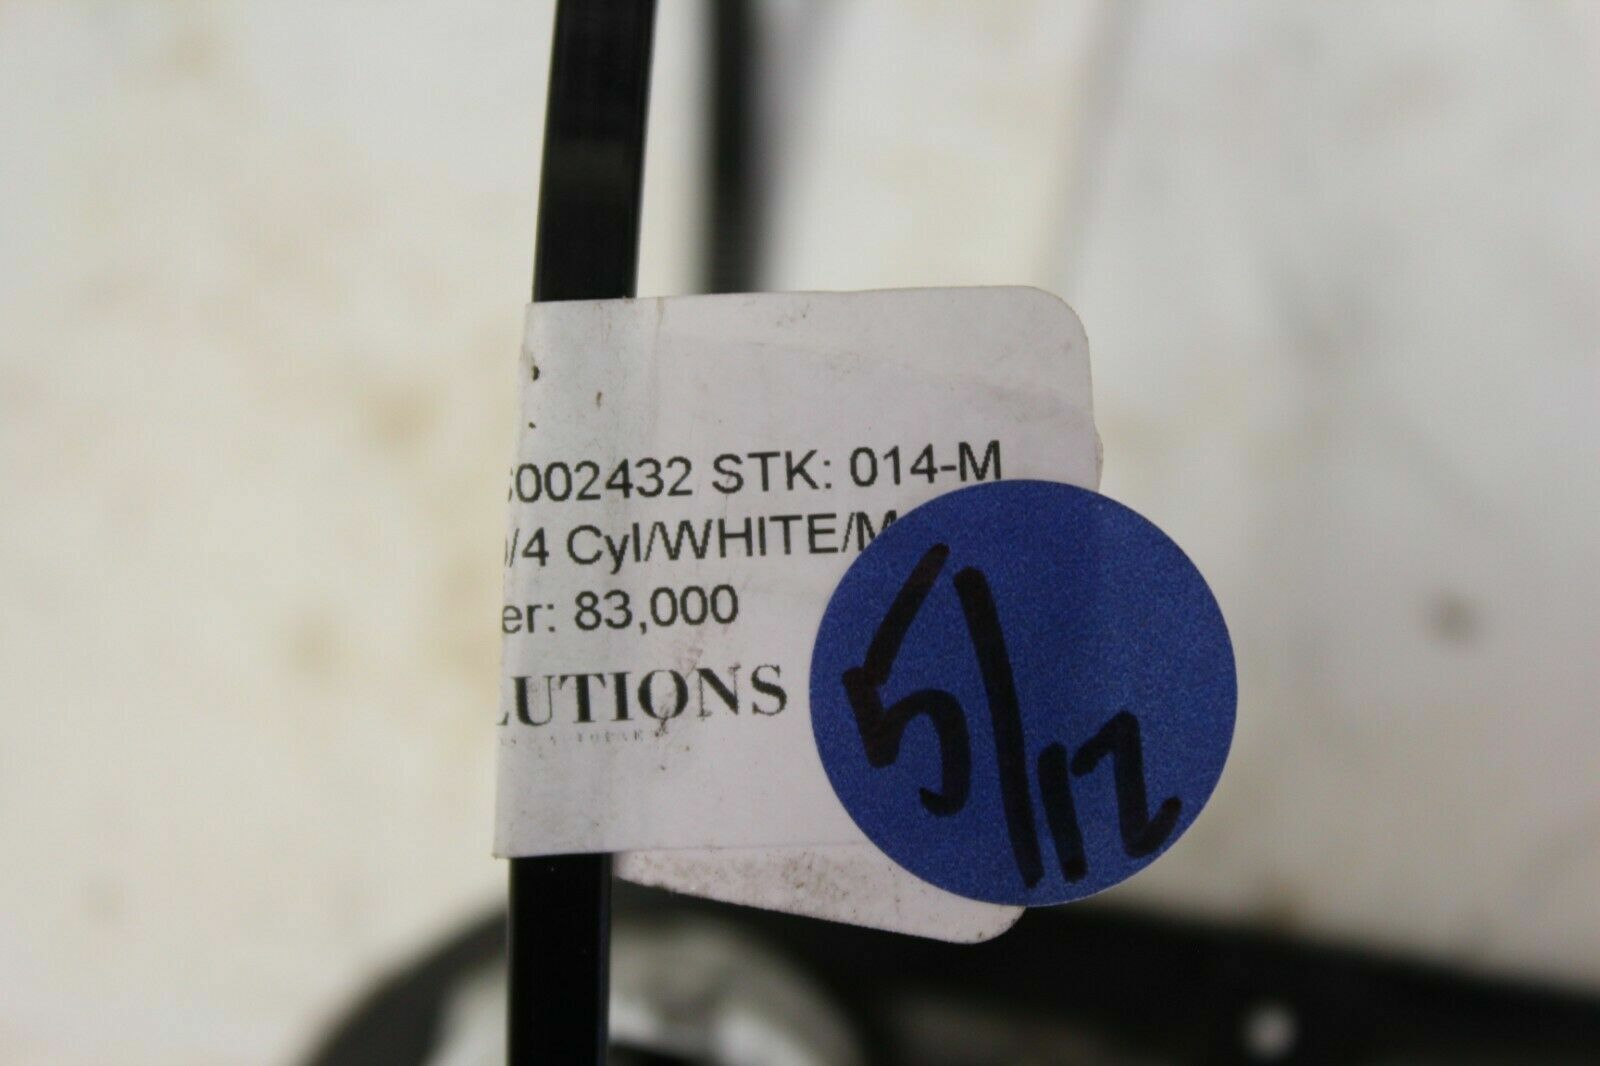 002432 STK: 014-M
/4 Cyl/WHITE/M
er: 83,000
LUTIONS
5/12